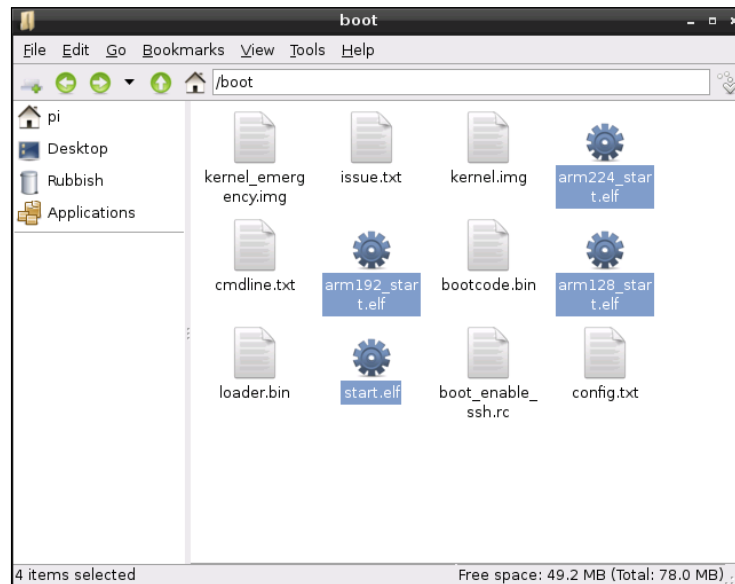 boot
File Edit Go Bookmarks View Tools Help
/boot
pi
Desktop
Rubbish
Applications
kernel_emerg
ency.img
issue.txt
kernel.img
arm224_star
t.elf
cmdline.txt
arm192_star
t.elf
bootcode.bin
arm128_star
t.elf
loader.bin
start.elf
boot_enable_
ssh.rc
config.txt
4 items selected
Free space: 49.2 MB (Total: 78.0 MB)